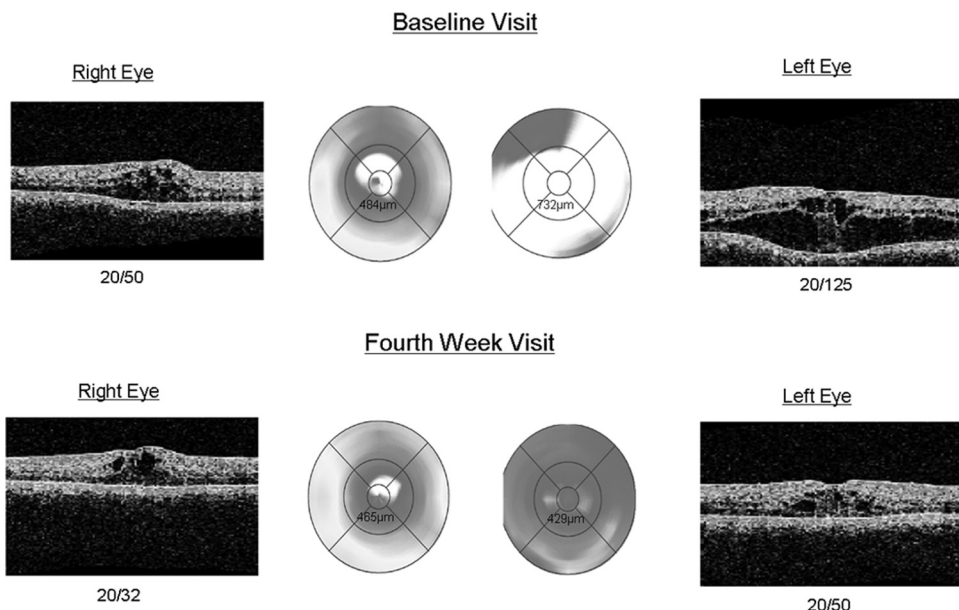 Baseline Visit
Right Eye
Left Eye
484µm
732µm
20/50
20/125
Fourth Week Visit
Right Eye
Left Eye
465µm
429µm
20/32
20/50